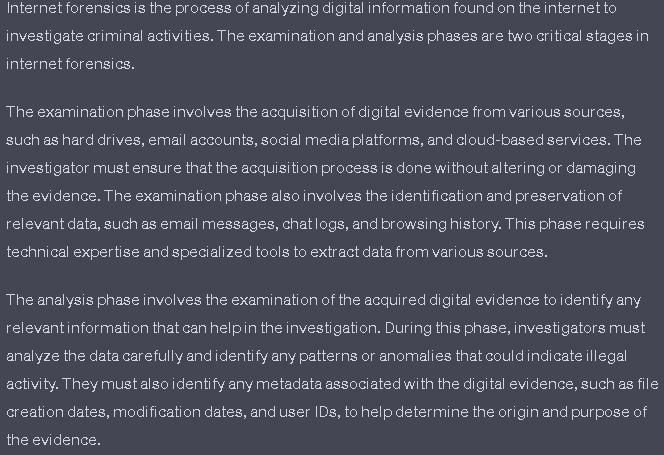 Internet forensics is the process of analyzing digital information found on the internet to
investigate criminal activities. The examination and analysis phases are two critical stages in
internet forensics.
The examination phase involves the acquisition of digital evidence from various sources,
such as hard drives, email accounts, social media platforms, and cloud-based services. The
investigator must ensure that the acquisition process is done without altering or damaging
the evidence. The examination phase also involves the identification and preservation of
relevant data, such as email messages, chat logs, and browsing history. This phase requires
technical expertise and specialized tools to extract data from various sources.
The analysis phase involves the examination of the acquired digital evidence to identify any
relevant information that can help in the investigation. During this phase, investigators must
analyze the data carefully and identify any patterns or anomalies that could indicate illegal
activity. They must also identify any metadata associated with the digital evidence, such as file
creation dates, modification dates, and user IDs, to help determine the origin and purpose of
the evidence.